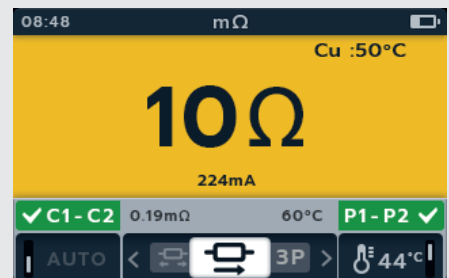 08:48 mΩ
Cu :50°C
10Ω
224mA
C1-C2 0.19mΩ 60°C P1-P2
AUTO < 3P > 44°C